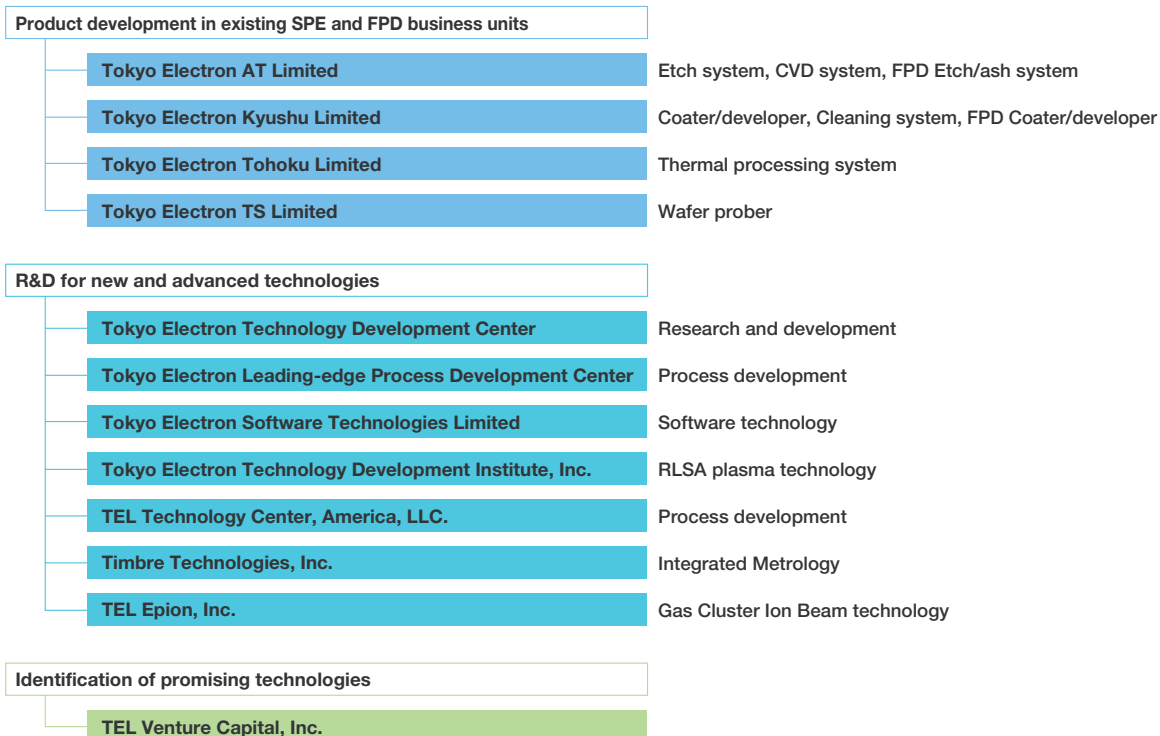 Product development in existing SPE and FPD business units
Tokyo Electron AT Limited Etch system, CVD system, FPD Etch/ash system
Tokyo Electron Kyushu Limited Coater/developer, Cleaning system, FPD Coater/developer
Tokyo Electron Tohoku Limited Thermal processing system
Tokyo Electron TS Limited Wafer prober
R&D for new and advanced technologies
Tokyo Electron Technology Development Center Research and development
Tokyo Electron Leading-edge Process Development Center Process development
Tokyo Electron Software Technologies Limited Software technology
Tokyo Electron Technology Development Institute, Inc. RLSA plasma technology
TEL Technology Center, America, LLC. Process development
Timbre Technologies, Inc. Integrated Metrology
TEL Epion, Inc. Gas Cluster Ion Beam technology
Identification of promising technologies
TEL Venture Capital, Inc.